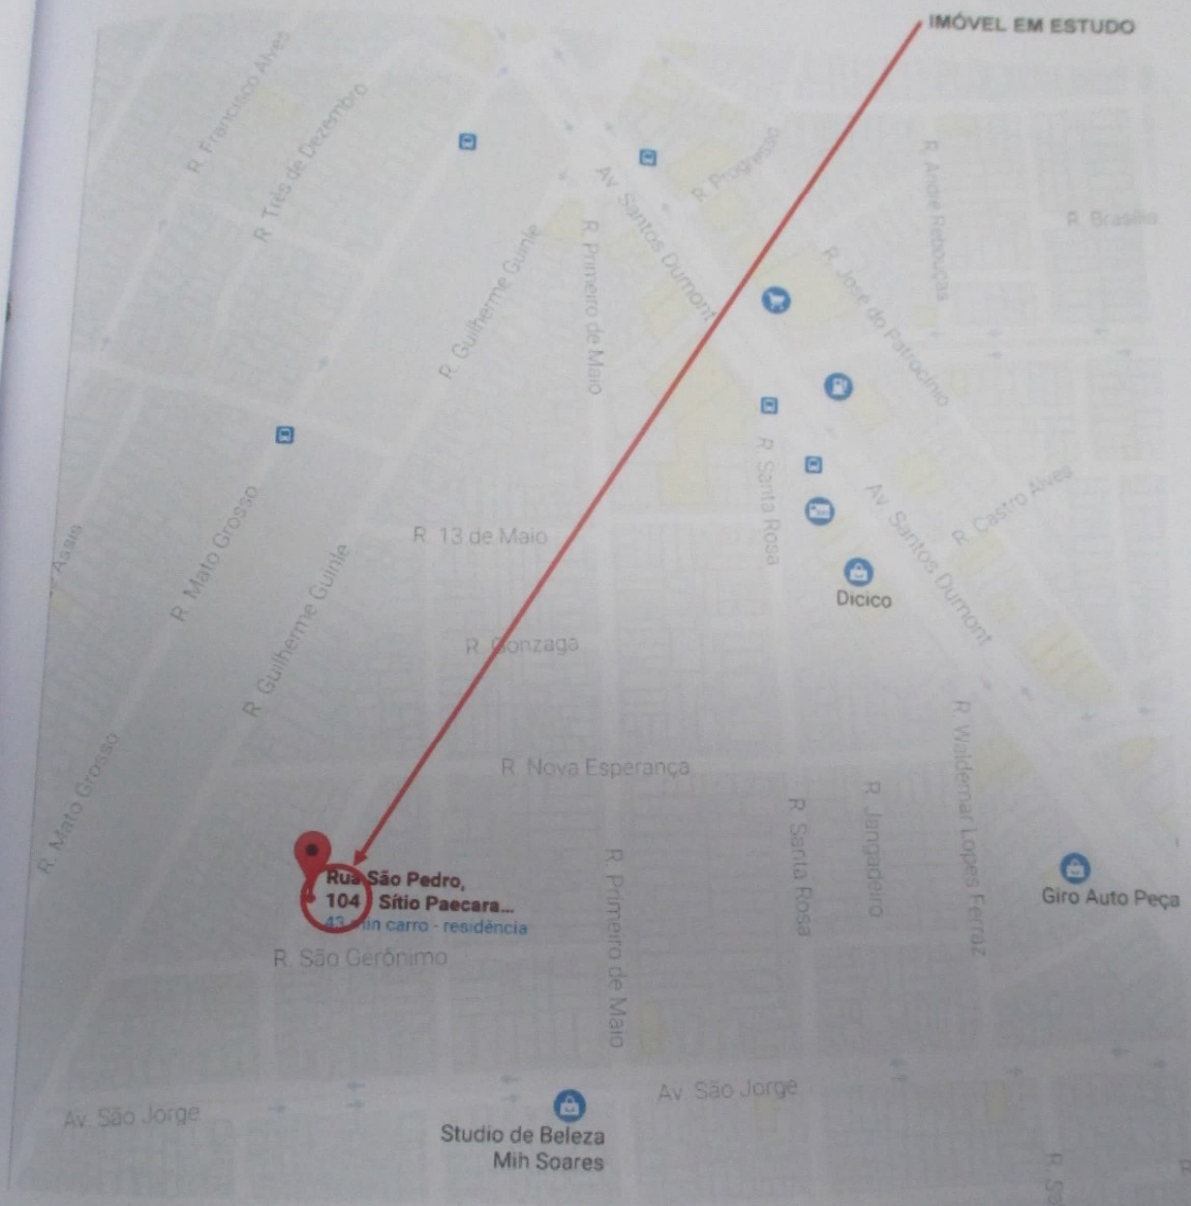 IMÓVEL EM ESTUDO
R. Francisco Alves
R. Três de Dezembro
Av. Santos Dumont
R. Progresso
R. André Rebouças
R. Brasília
R. Guilherme Guinle
R. Primeiro de Maio
R. José do Patrocínio
R. Santa Rosa
R. Castro Alves
Av. Santos Dumont
R. Mato Grosso
Assis
R. 13 de Maio
Dicico
R. Guilherme Guinle
R. Gonzaga
R. Mato Grosso
R. Nova Esperança
R. Waldemar Lopes Ferraz
R. Jangadeiro
R. Santa Rosa
R. Primeiro de Maio
Rua São Pedro,
104 Sítio Paecara...
43 min carro - residência
Giro Auto Peça
R. São Gerônimo
Av. São Jorge
Av. São Jorge
Studio de Beleza
Mih Soares